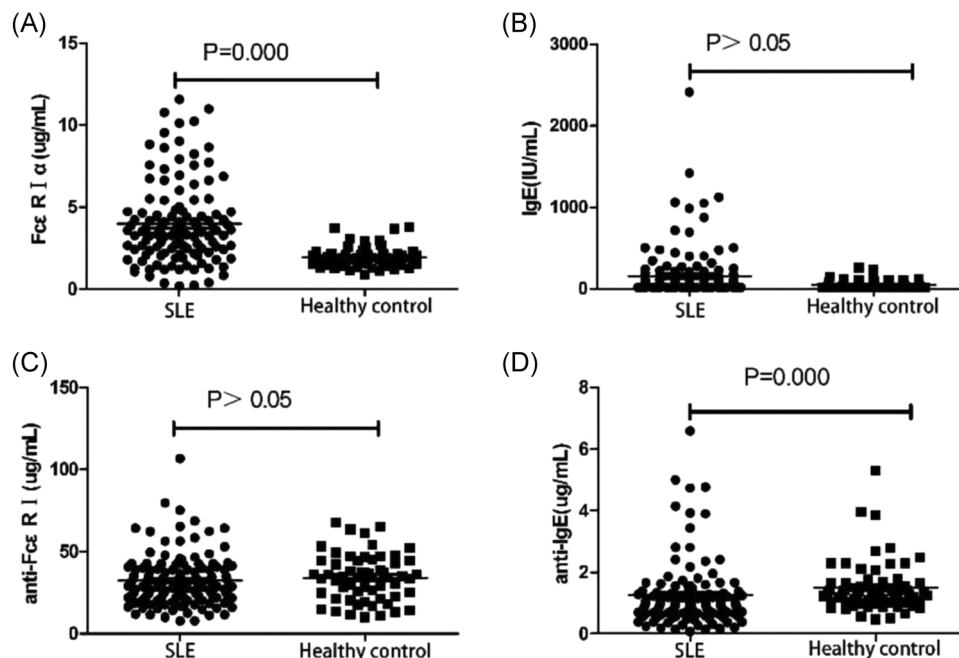 (A)
Fcε R I α (ug/mL)
15
10
5
0
P=0.000
SLE
Healthy control
(B)
IgE(IU/mL)
3000
2000
1000
0
P> 0.05
SLE
Healthy control
(C)
anti-Fcε R I (ug/mL)
150
100
50
0
P> 0.05
SLE
Healthy control
(D)
anti-IgE(ug/mL)
8
6
4
2
0
P=0.000
SLE
Healthy control